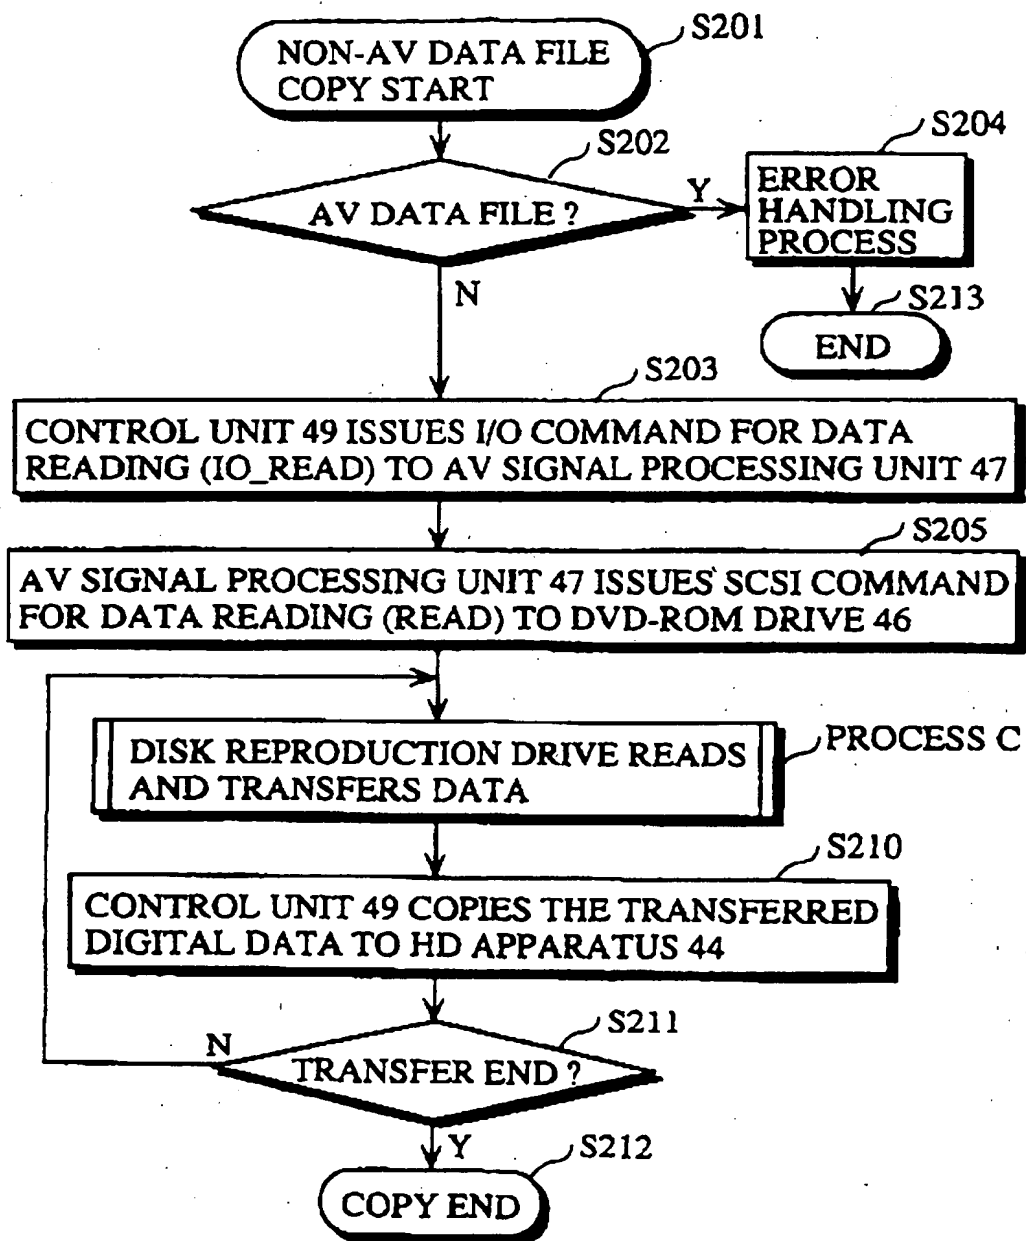 S201
NON-AV DATA FILE
COPY START
S202
AV DATA FILE ?
Y
S204
ERROR
HANDLING
PROCESS
N
S213
END
S203
CONTROL UNIT 49 ISSUES I/O COMMAND FOR DATA
READING (IO_READ) TO AV SIGNAL PROCESSING UNIT 47
S205
AV SIGNAL PROCESSING UNIT 47 ISSUES SCSI COMMAND
FOR DATA READING (READ) TO DVD-ROM DRIVE 46
DISK REPRODUCTION DRIVE READS
AND TRANSFERS DATA
PROCESS C
S210
CONTROL UNIT 49 COPIES THE TRANSFERRED
DIGITAL DATA TO HD APPARATUS 44
S211
N
TRANSFER END ?
Y
S212
COPY END